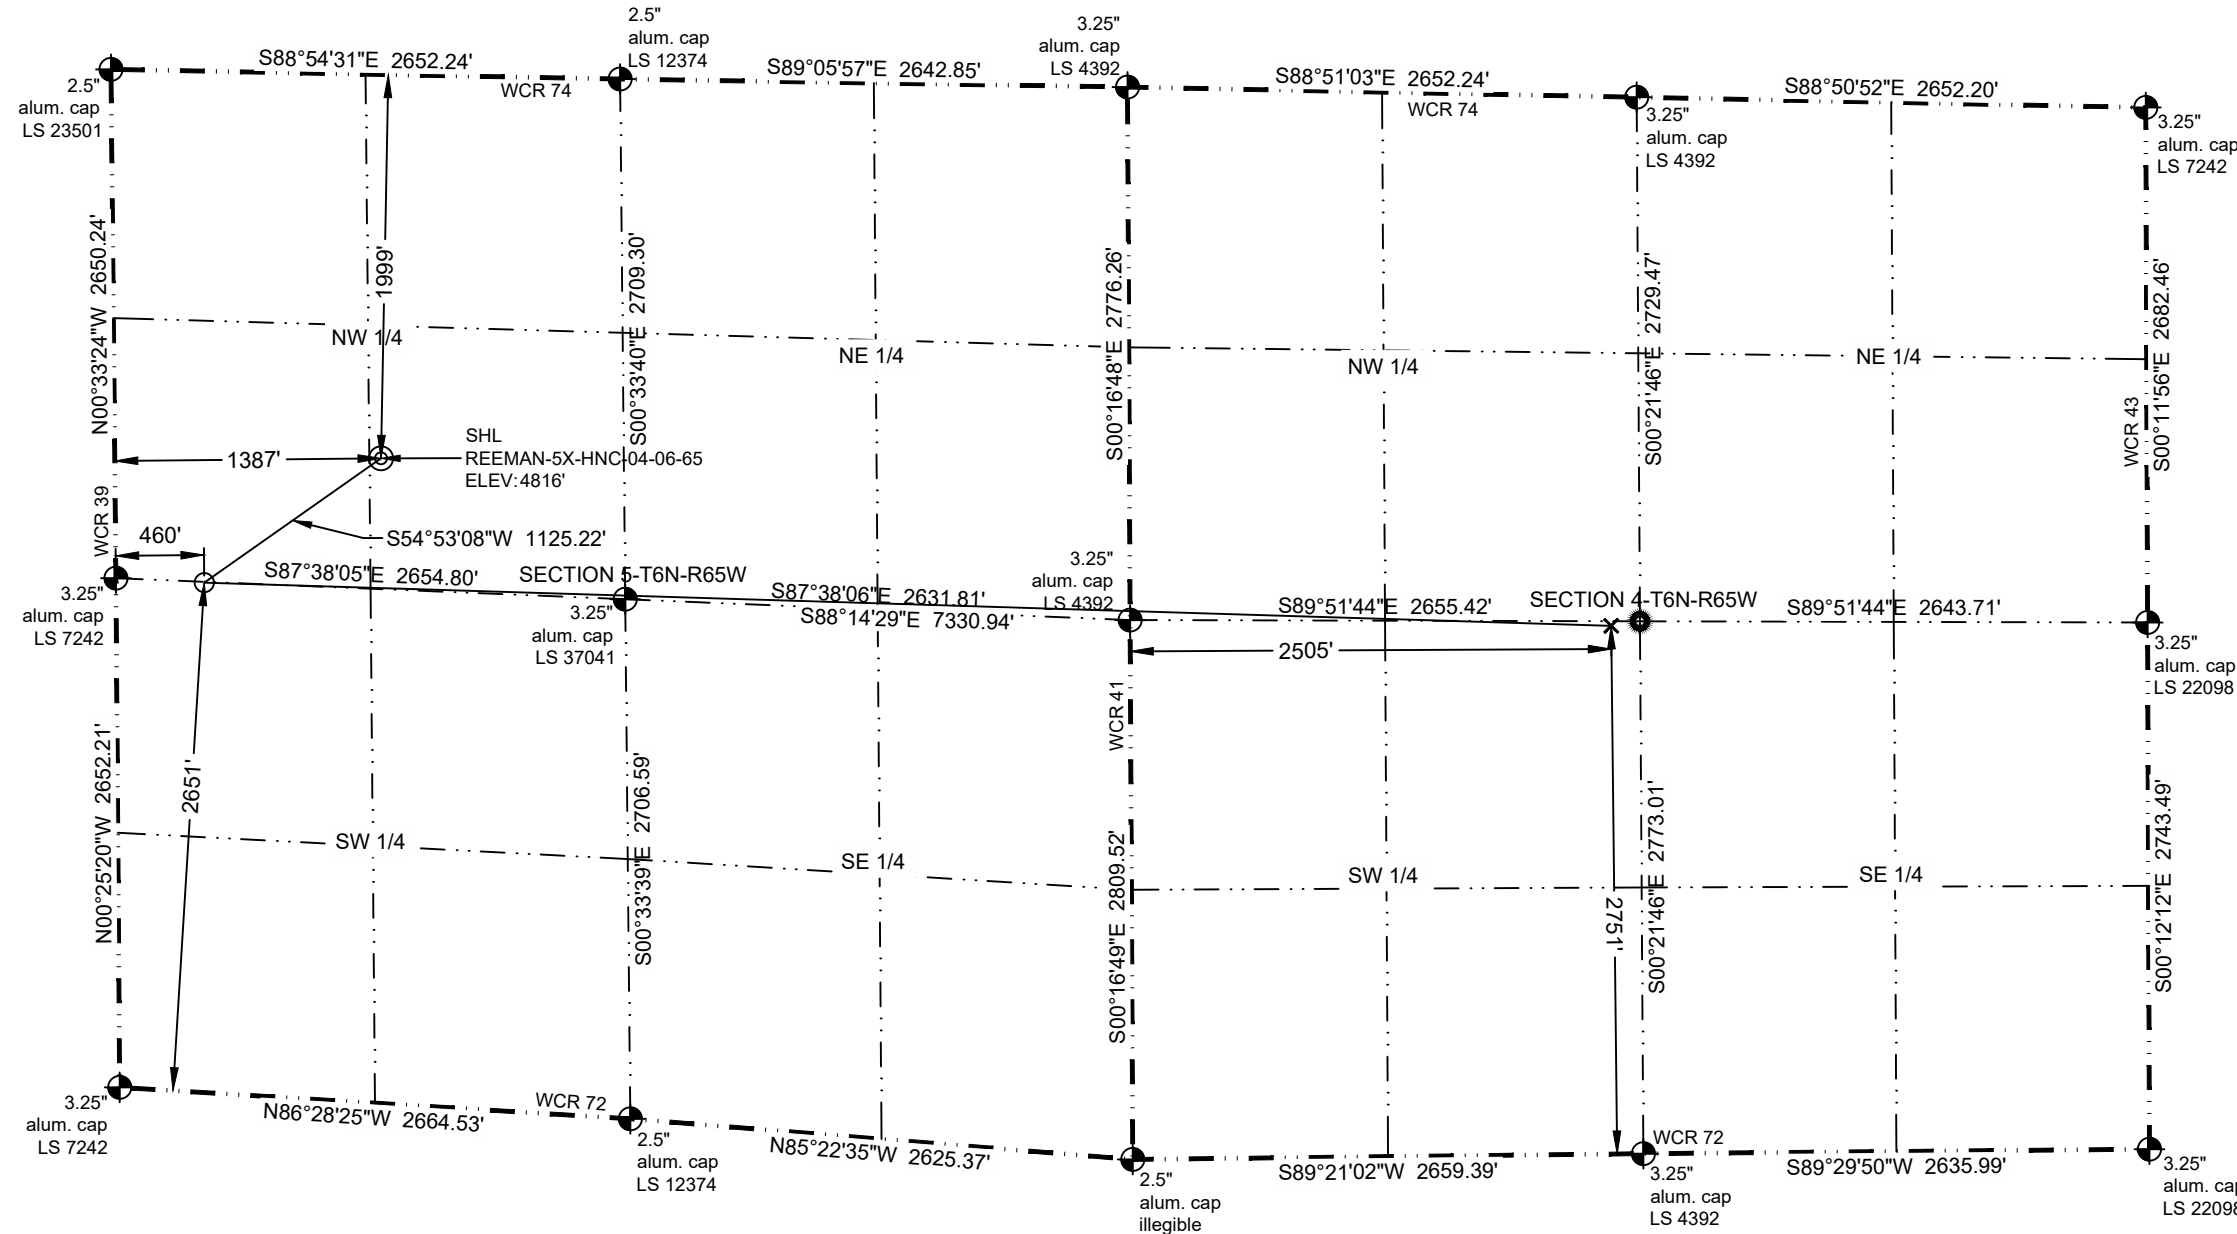 2.5"
alum. cap
LS 23501
S88°54'31"E 2652.24'
WCR 74
2.5"
alum. cap
LS 12374
S89°05'57"E 2642.85'
3.25"
alum. cap
LS 4392
S88°51'03"E 2652.24'
WCR 74
3.25"
alum. cap
LS 4392
S88°50'52"E 2652.20'
3.25"
alum. cap
LS 7242
N00°33'24"W 2650.24'
1999'
S00°33'40"E 2709.30'
S00°16'48"E 2776.26'
S00°21'46"E 2729.47'
S00°11'56"E 2682.46'
WCR 43
NW 1/4
NE 1/4
NW 1/4
NE 1/4
1387'
SHL
REEMAN-5X-HNC-04-06-65
ELEV:4816'
WCR 39
460'
S54°53'08"W 1125.22'
S87°38'05"E 2654.80'
SECTION 5-T6N-R65W
S87°38'06"E 2631.81'
S88°14'29"E 7330.94'
3.25"
alum. cap
LS 7242
3.25"
alum. cap
LS 37041
3.25"
alum. cap
LS 4392
S89°51'44"E 2655.42'
SECTION 4-T6N-R65W
S89°51'44"E 2643.71'
2505'
3.25"
alum. cap
LS 22098
WCR 41
N00°25'20"W 2652.21'
2651'
S00°33'39"E 2706.59'
S00°16'49"E 2809.52'
2751'
S00°21'46"E 2773.01'
S00°12'12"E 2743.49'
SW 1/4
SE 1/4
SW 1/4
SE 1/4
3.25"
alum. cap
LS 7242
N86°28'25"W 2664.53'
WCR 72
2.5"
alum. cap
LS 12374
N85°22'35"W 2625.37'
2.5"
alum. cap
illegible
S89°21'02"W 2659.39'
WCR 72
3.25"
alum. cap
LS 4392
S89°29'50"W 2635.99'
3.25"
alum. cap
LS 22098